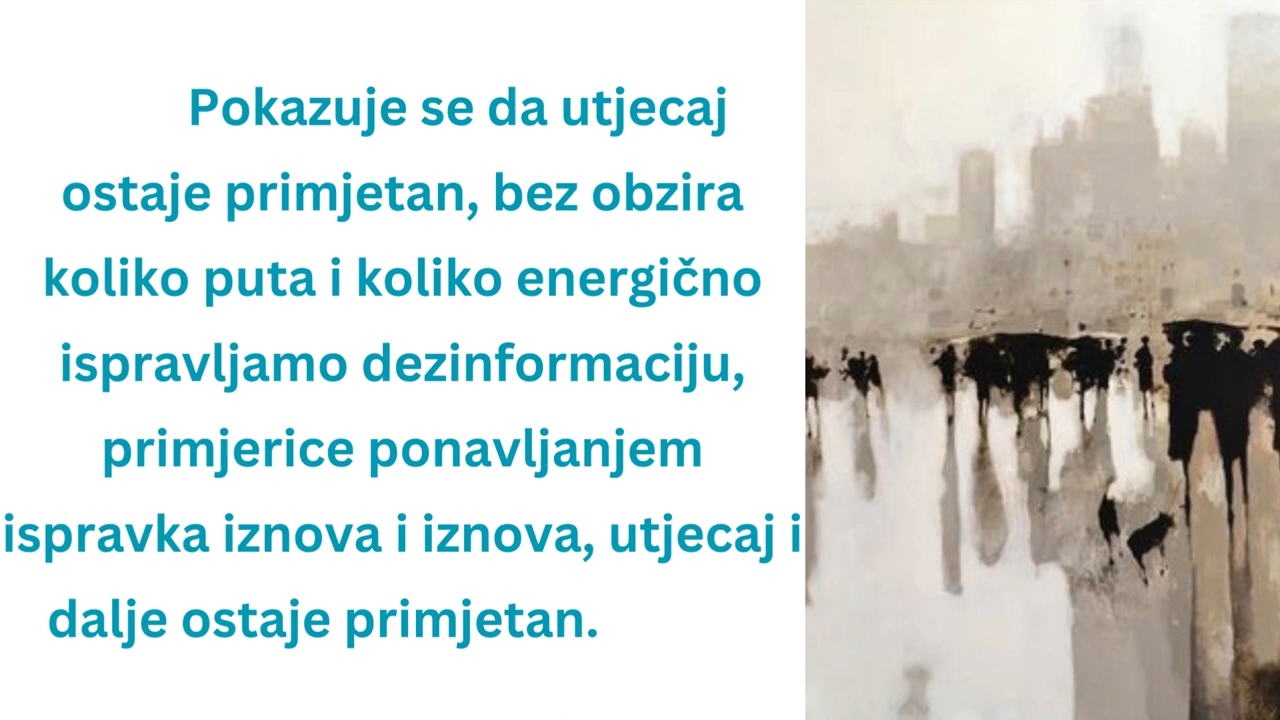 Pokazuje se da utjecaj
ostaje primjetan, bez obzira
koliko puta i koliko energično
ispravljamo dezinformaciju,
primjerice ponavljanjem
ispravka iznova i iznova, utjecaj i
dalje ostaje primjetan.